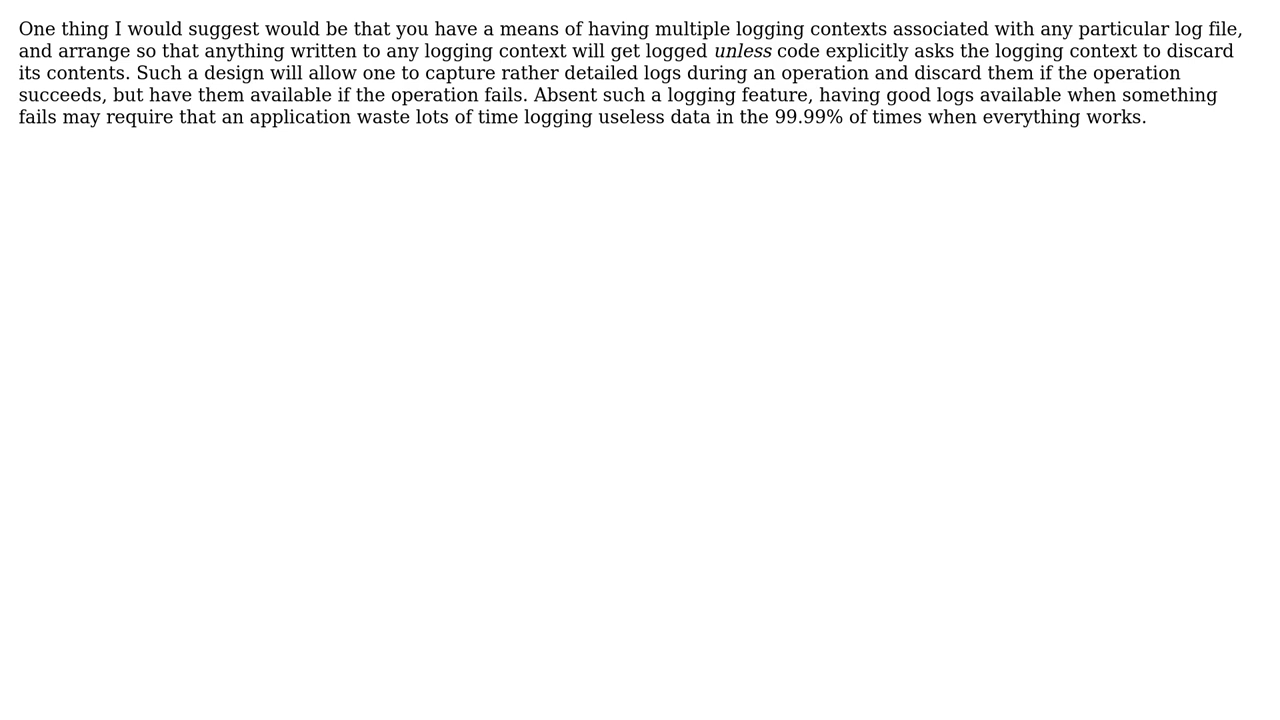 One thing I would suggest would be that you have a means of having multiple logging contexts associated with any particular log file,
and arrange so that anything written to any logging context will get logged unless code explicitly asks the logging context to discard
its contents. Such a design will allow one to capture rather detailed logs during an operation and discard them if the operation
succeeds, but have them available if the operation fails. Absent such a logging feature, having good logs available when something
fails may require that an application waste lots of time logging useless data in the 99.99% of times when everything works.